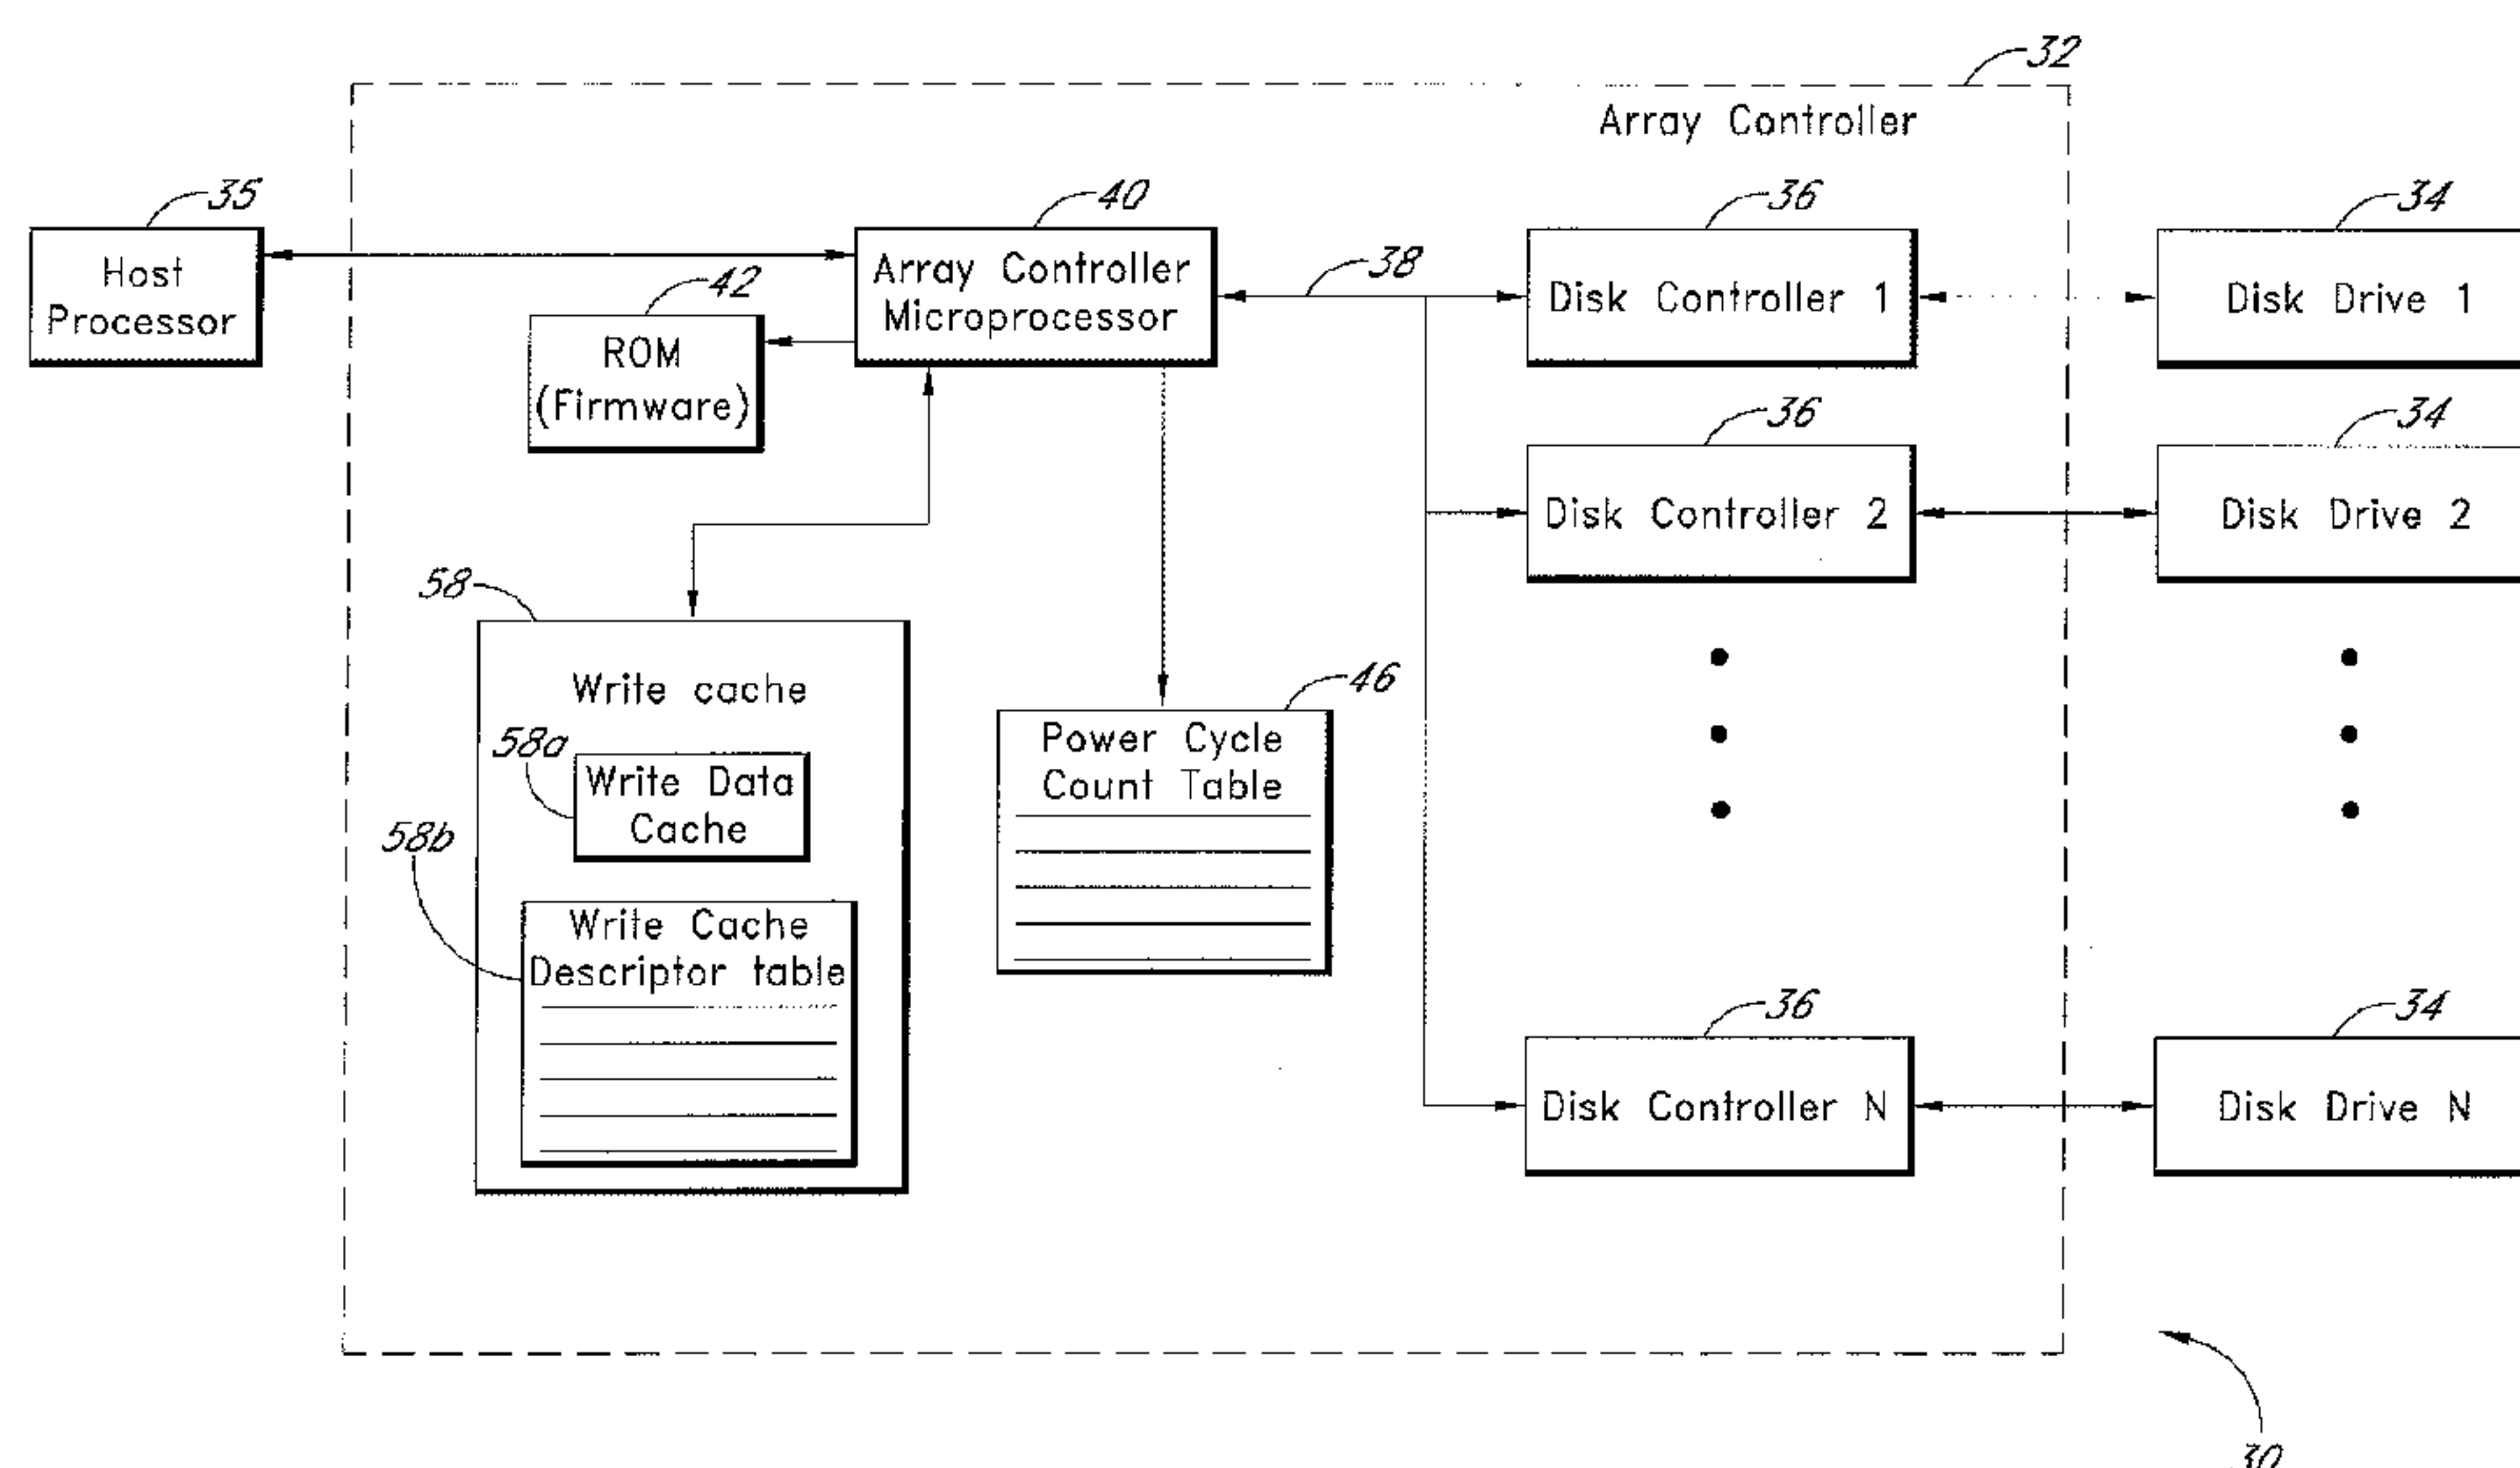 32
Array Controller
35
Host
Processor
40
Array Controller
Microprocessor
42
ROM
(Firmware)
38
36
Disk Controller 1
34
Disk Drive 1
36
Disk Controller 2
34
Disk Drive 2
58
Write cache
58a
Write Data
Cache
58b
Write Cache
Descriptor table
46
Power Cycle
Count Table
36
Disk Controller N
34
Disk Drive N
30